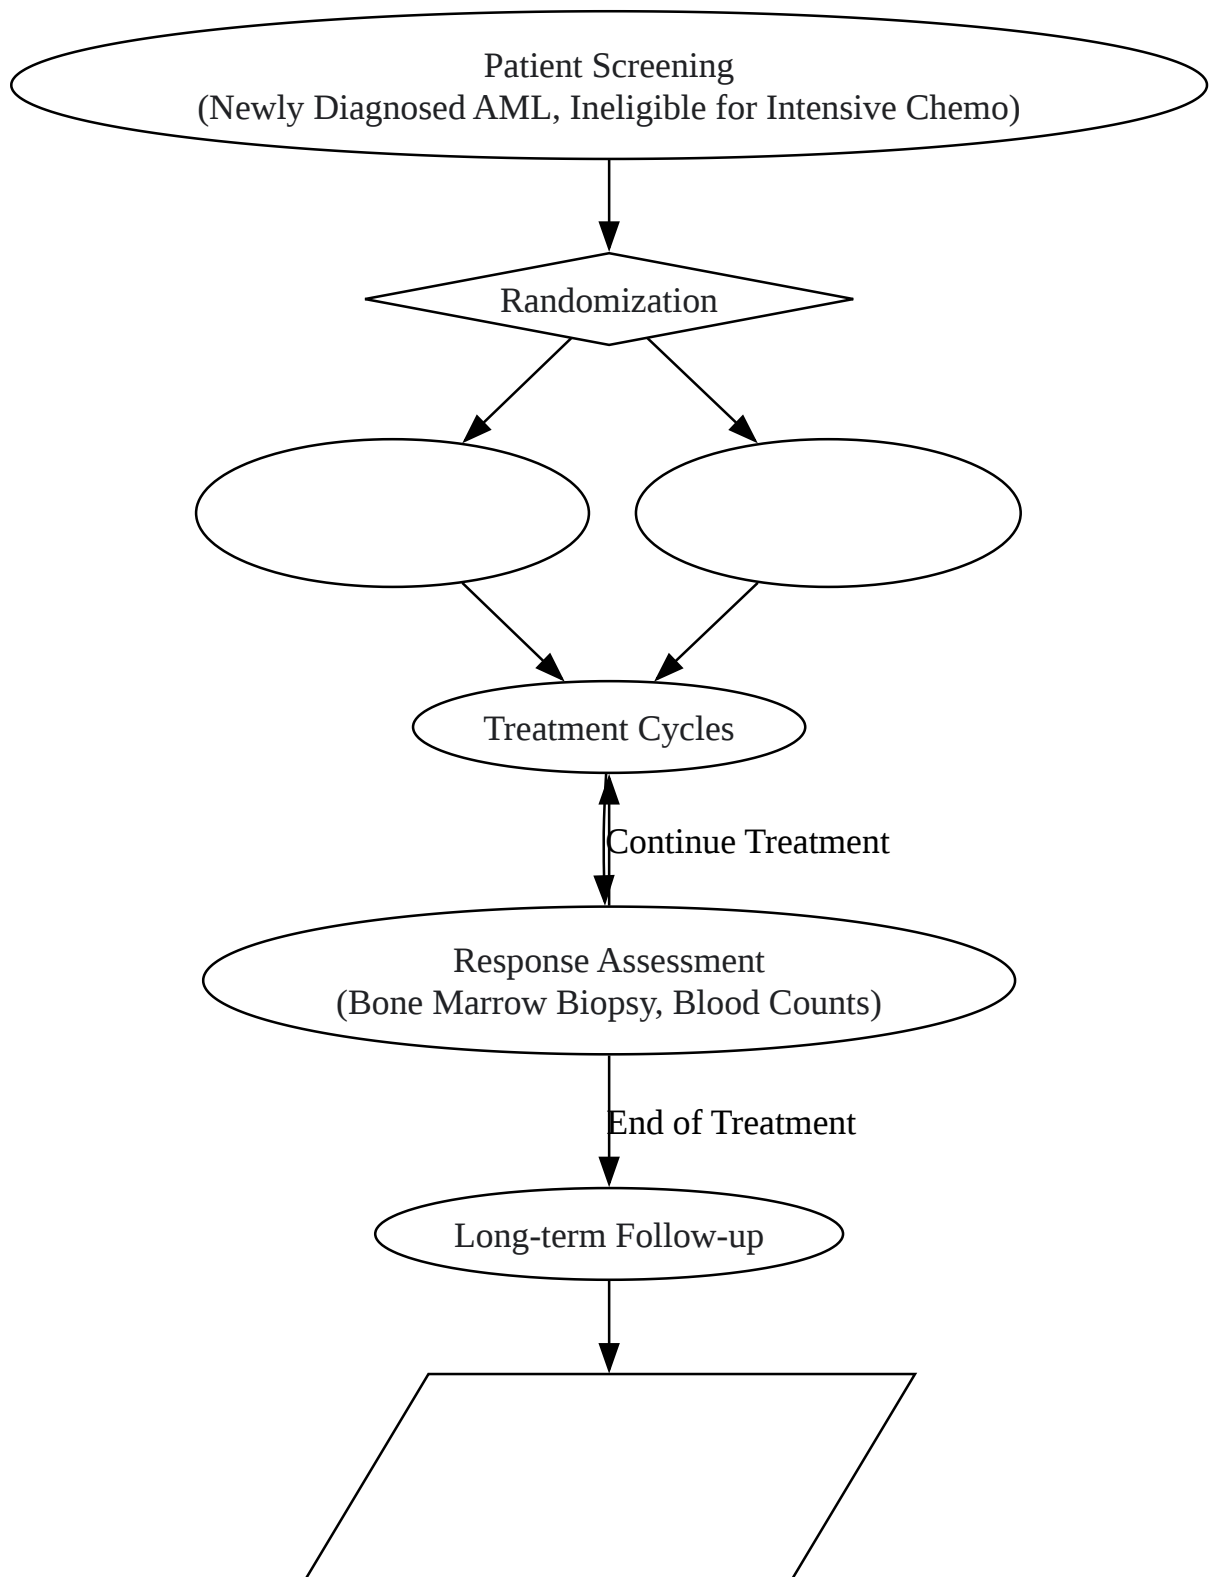 Patient Screening
(Newly Diagnosed AML, Ineligible for Intensive Chemo)
Randomization
Treatment Cycles
Continue Treatment
Response Assessment
(Bone Marrow Biopsy, Blood Counts)
End of Treatment
Long-term Follow-up